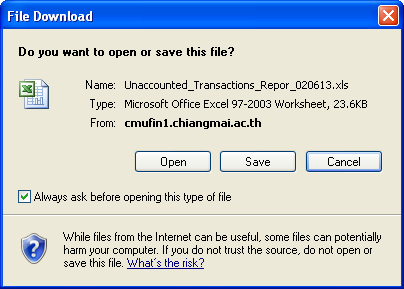 File Download
Do you want to open or save this file?
Name: Unaccounted_Transactions_Repor_020613.xls
Type: Microsoft Office Excel 97-2003 Worksheet, 23.6KB
From: cmufin1.chiangmai.ac.th
Open Save Cancel
Always ask before opening this type of file
While files from the Internet can be useful, some files can potentially
harm your computer. If you do not trust the source, do not open or
save this file. What's the risk?